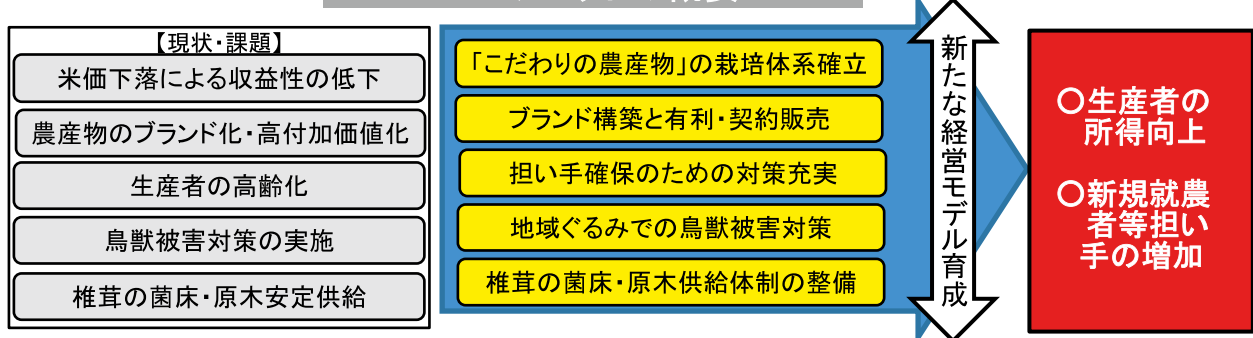 【現状・課題】
米価下落による収益性の低下
農産物のブランド化・高付加価値化
生産者の高齢化
鳥獣被害対策の実施
椎茸の菌床・原木安定供給
「こだわりの農産物」の栽培体系確立
ブランド構築と有利・契約販売
担い手確保のための対策充実
地域ぐるみでの鳥獣被害対策
椎茸の菌床・原木供給体制の整備
新たな経営モデル育成
○生産者の
所得向上
○新規就農
者等担い
手の増加